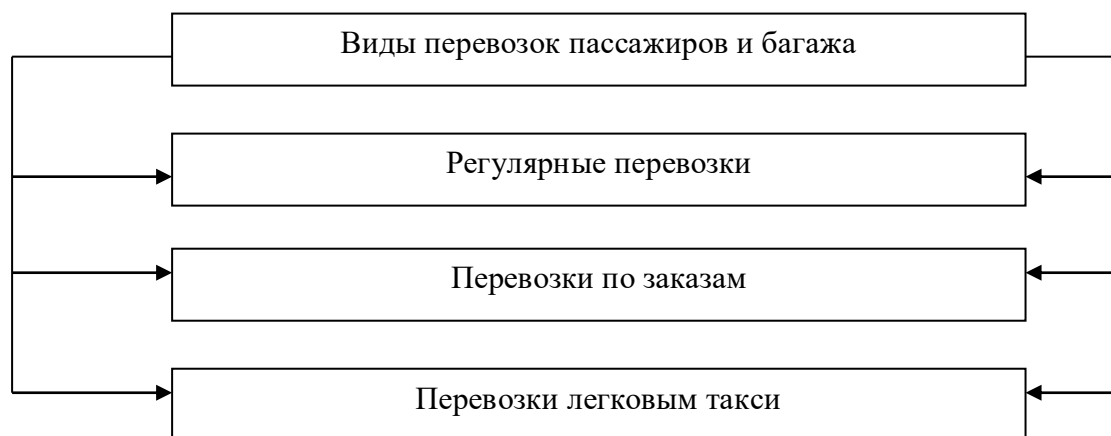 Виды перевозок пассажиров и багажа
Регулярные перевозки
Перевозки по заказам
Перевозки легковым такси